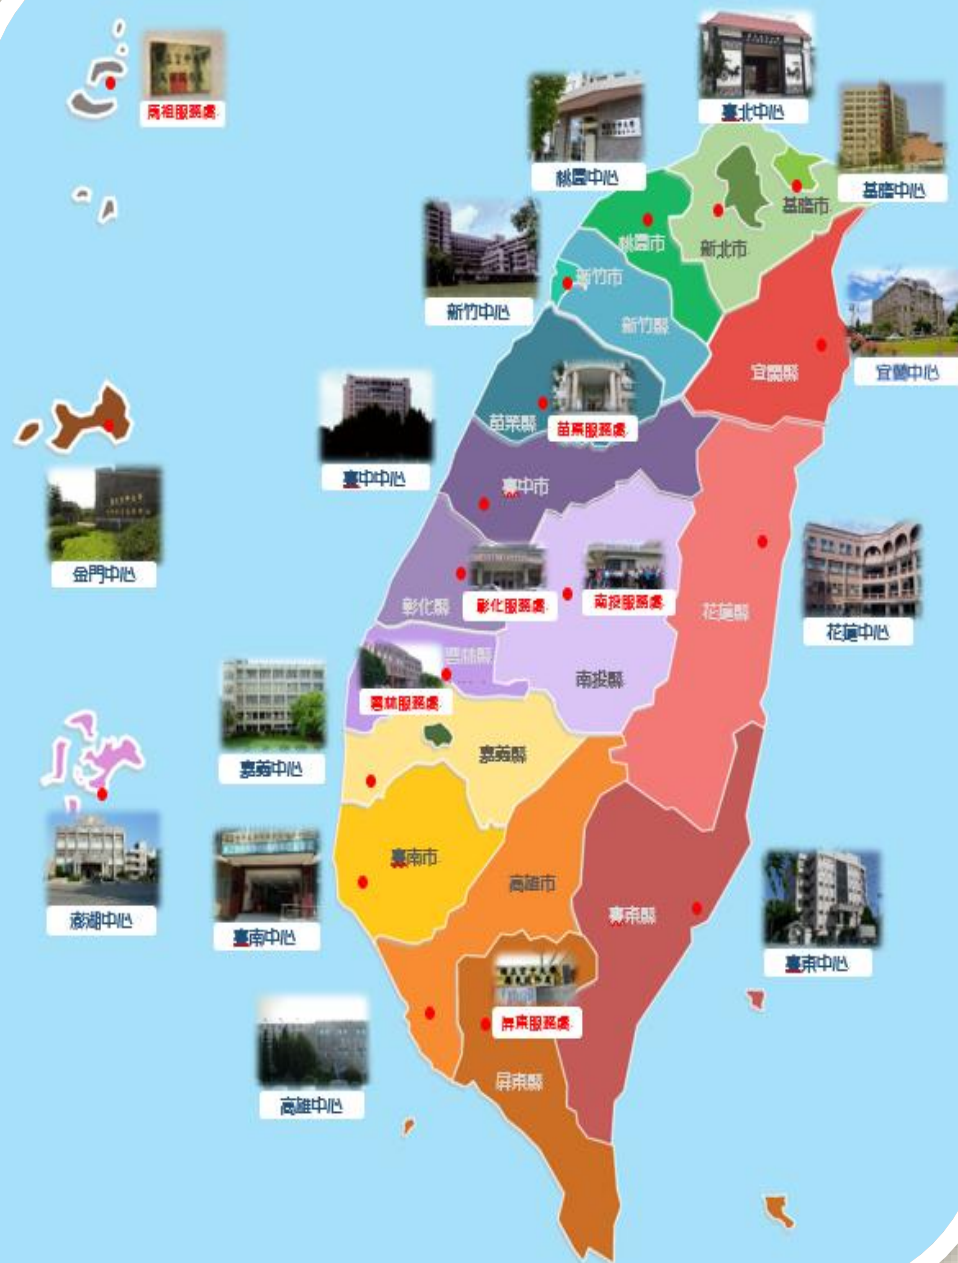 馬祖服務處
臺北中心
桃園中心
基隆中心
基隆市
桃園市
新北市
新竹中心
新竹市
新竹縣
宜蘭縣
宜蘭中心
苗栗縣
苗栗服務處
臺中中心
臺中市
金門中心
彰化縣
彰化服務處
南投服務處
花蓮縣
花蓮中心
雲林縣
雲林服務處
南投縣
嘉義中心
嘉義縣
臺南市
高雄市
臺東縣
澎湖中心
臺南中心
臺東中心
屏東服務處
高雄中心
屏東縣